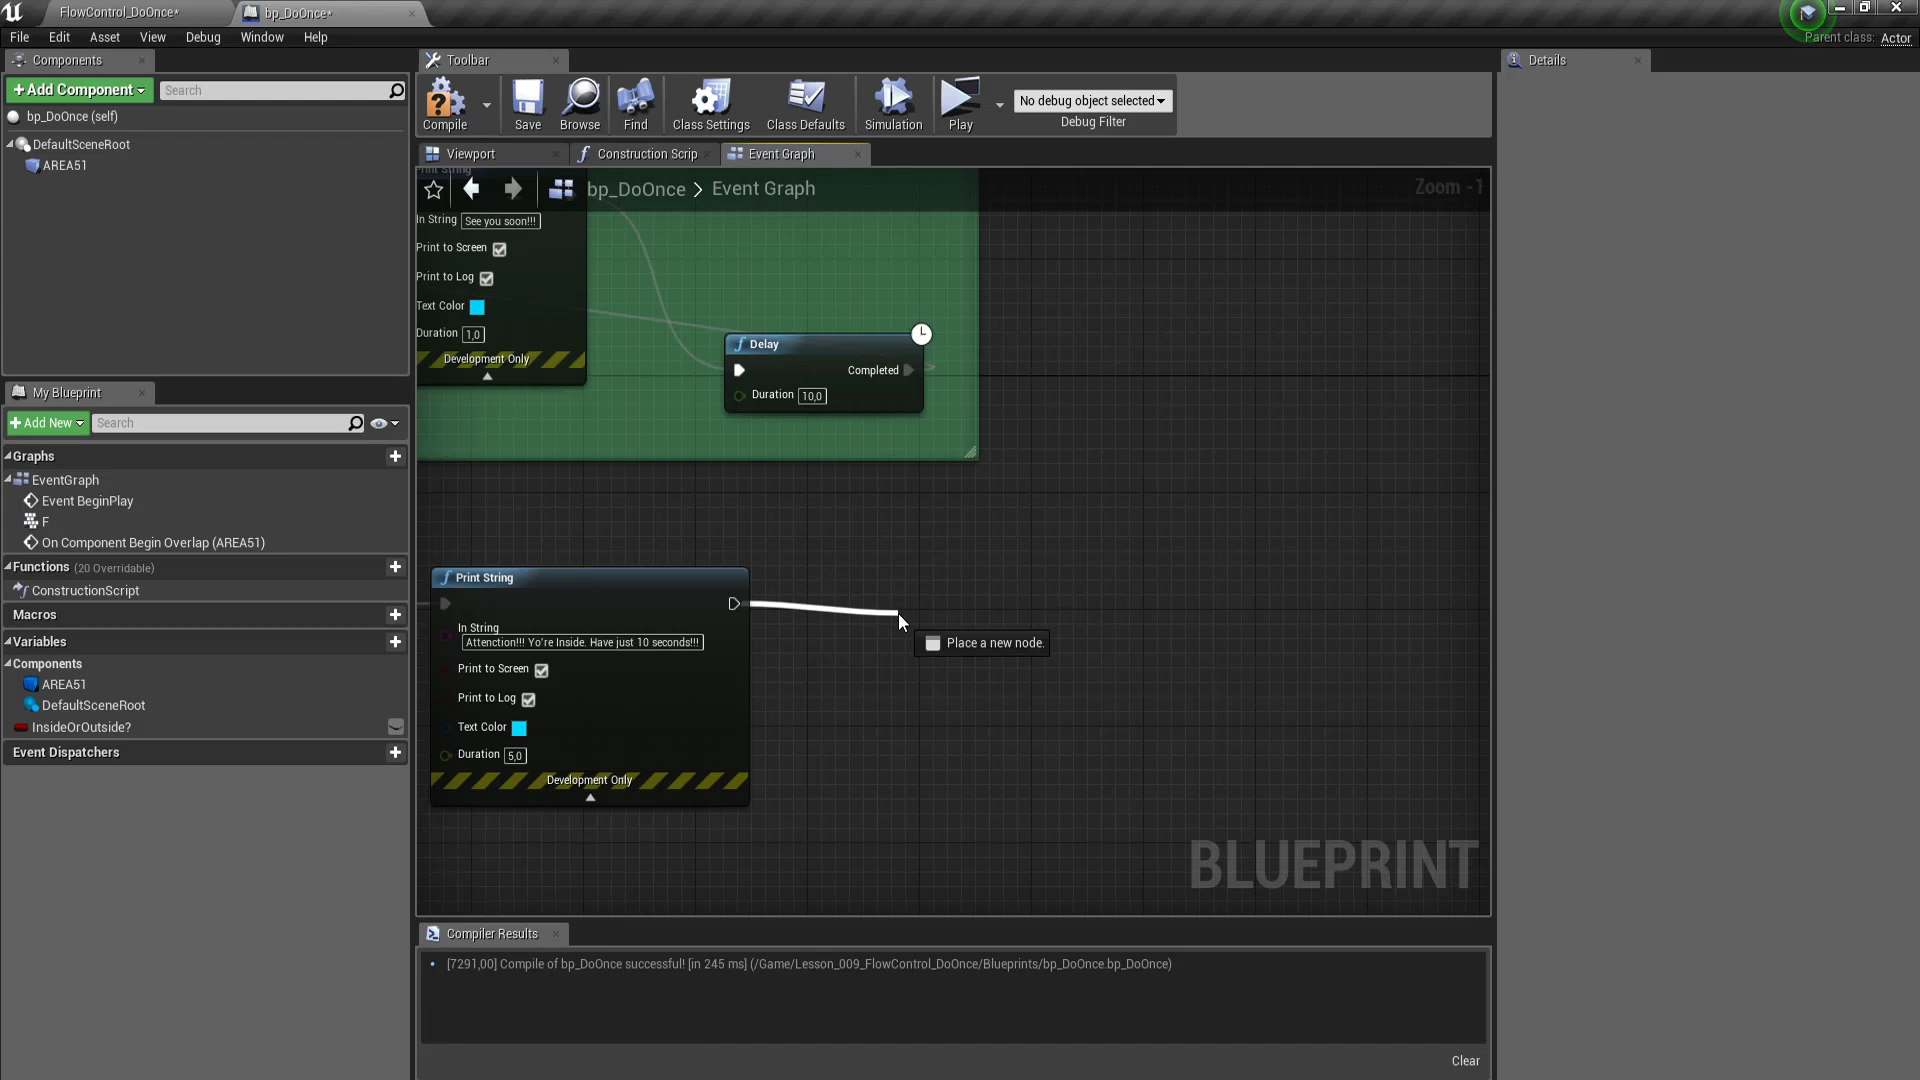 FlowControl_DoOnce*
bp_DoOnce*
File Edit Asset View Debug Window Help
Parent class: Actor
Components
Toolbar
Details
+Add Component
Search
bp_DoOnce (self)
DefaultSceneRoot
AREA51
Compile
Save
Browse
Find
Class Settings
Class Defaults
Simulation
Play
No debug object selected
Debug Filter
Viewport
Construction Scrip
Event Graph
Print String
bp_DoOnce > Event Graph
Zoom -1
In String See you soon!!!
Print to Screen
Print to Log
Text Color
Duration 1,0
Development Only
Delay
Completed
Duration 10,0
My Blueprint
+Add New
Search
Graphs
EventGraph
Event BeginPlay
F
On Component Begin Overlap (AREA51)
Functions (20 Overridable)
ConstructionScript
Macros
Variables
Components
AREA51
DefaultSceneRoot
InsideOrOutside?
Event Dispatchers
Print String
In String
Attenction!!! Yo're Inside. Have just 10 seconds!!!
Print to Screen
Print to Log
Text Color
Duration 5,0
Development Only
Place a new node.
BLUEPRINT
Compiler Results
[7291,00] Compile of bp_DoOnce successful! [in 245 ms] (/Game/Lesson_009_FlowControl_DoOnce/Blueprints/bp_DoOnce.bp_DoOnce)
Clear